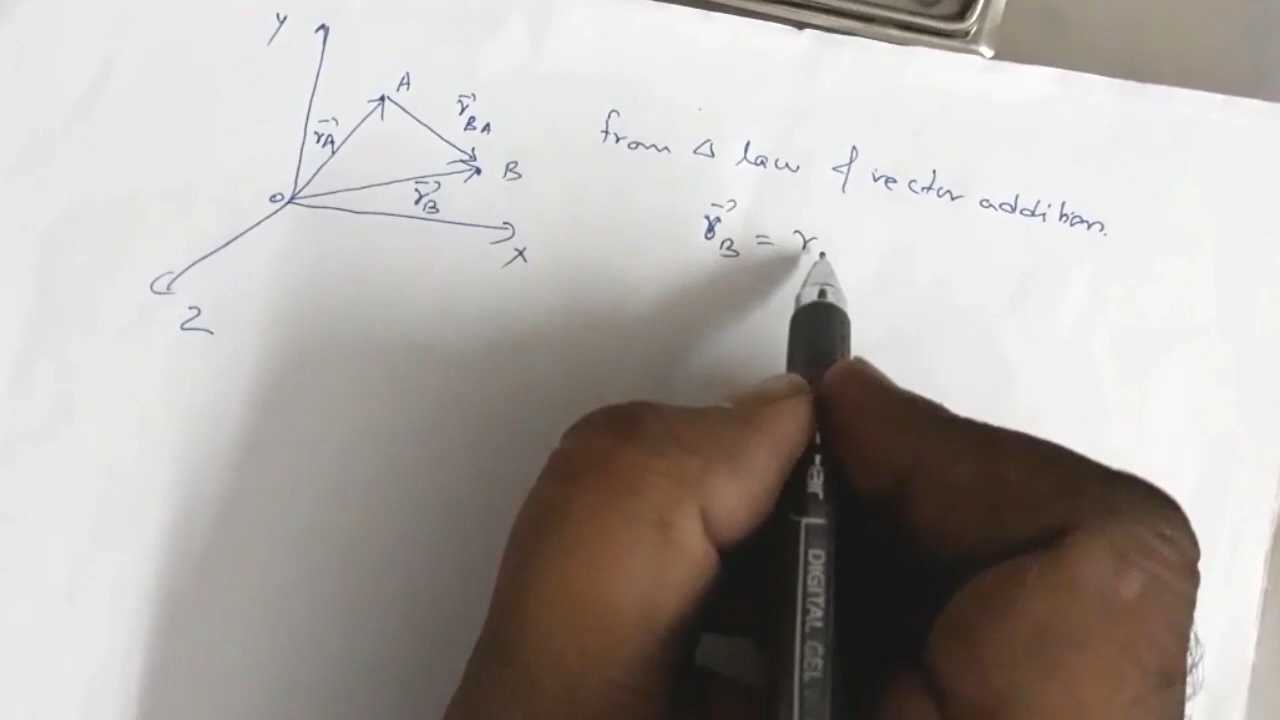 Y
A
r⃗A
r⃗BA
B
O
r⃗B
X
Z
from Δ law of vector addition.
r⃗B = r
DIGITAL GEL